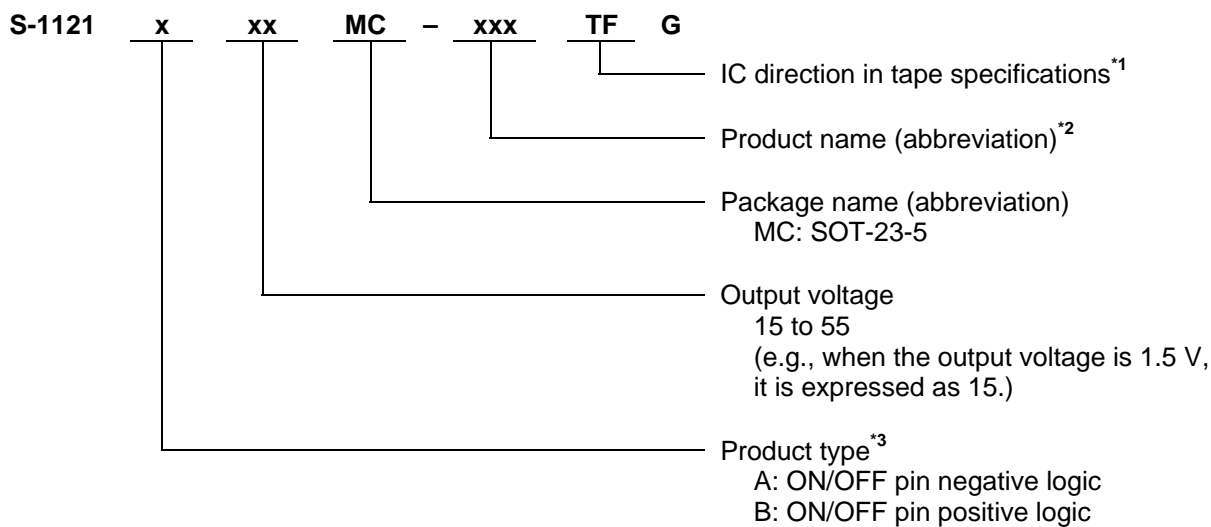 S-1121 x xx MC – xxx TF G
IC direction in tape specifications*1
Product name (abbreviation)*2
Package name (abbreviation)
MC: SOT-23-5
Output voltage
15 to 55
(e.g., when the output voltage is 1.5 V,
it is expressed as 15.)
Product type*3
A: ON/OFF pin negative logic
B: ON/OFF pin positive logic